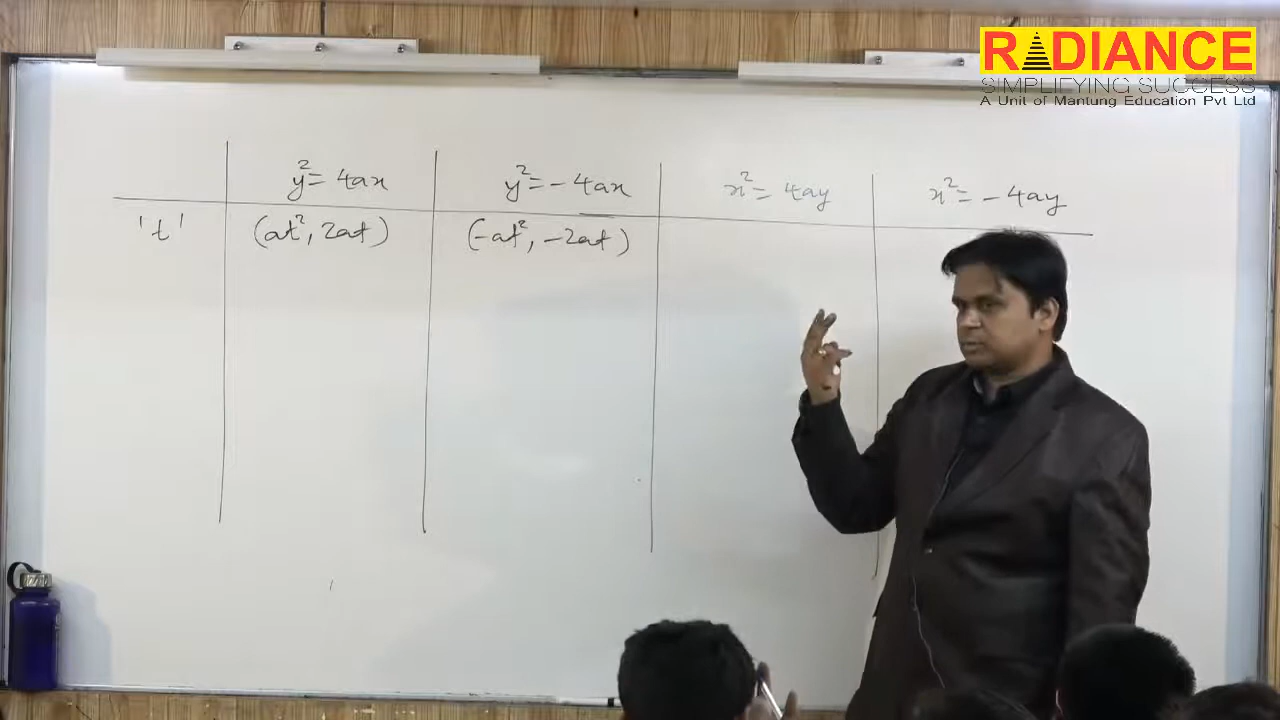 RADIANCE
SIMPLIFYING SUCCESS
A Unit of Mantung Education Pvt Ltd
y² = 4ax y² = -4ax x² = 4ay x² = -4ay
't' (at², 2at) (-at², -2at)